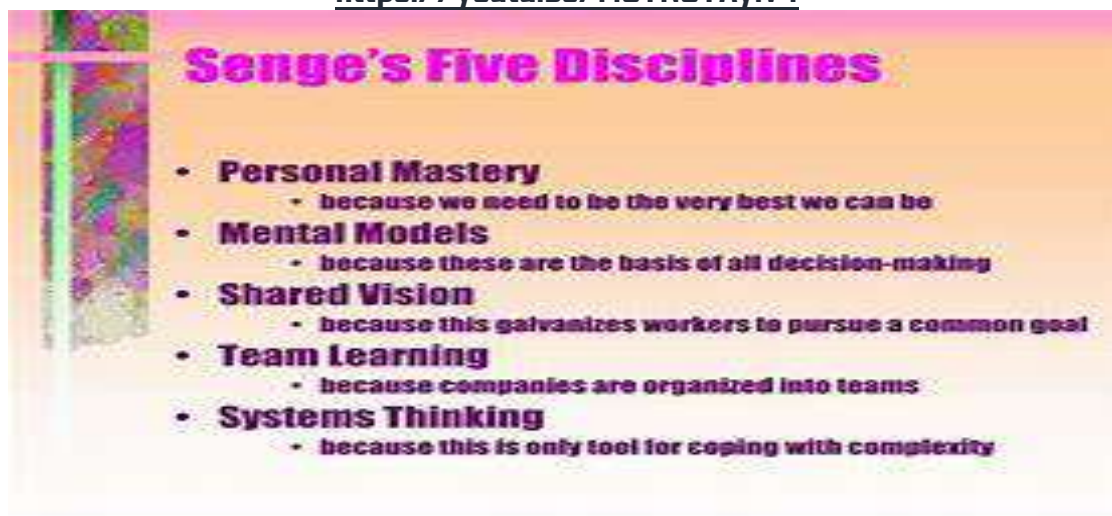 Senge's Five Disciplines
• Personal Mastery
• because we need to be the very best we can be
• Mental Models
• because these are the basis of all decision-making
• Shared Vision
• because this galvanizes workers to pursue a common goal
• Team Learning
• because companies are organized into teams
• Systems Thinking
• because this is only tool for coping with complexity